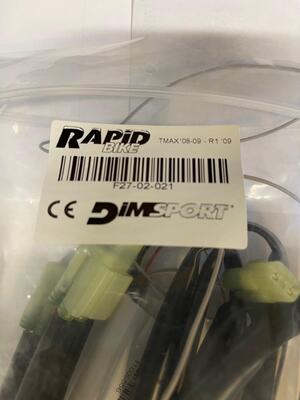 RAPID BIKE
TMAX'08-09 - R1 '09
F27-02-021
CE DIMSPORT®